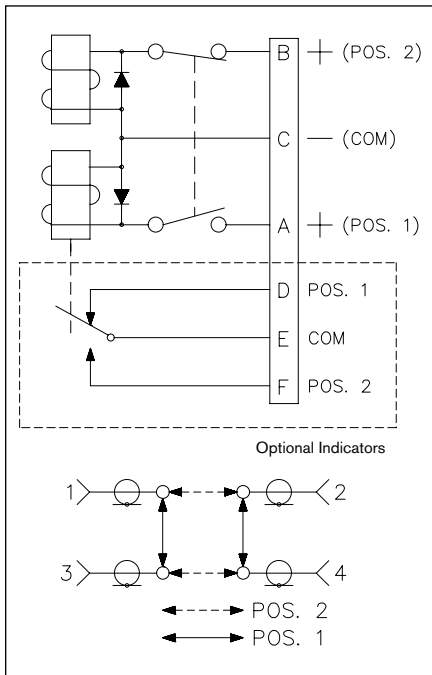 B + (POS. 2)
C — (COM)
A + (POS. 1)
D POS. 1
E COM
F POS. 2
Optional Indicators
1 2
3 4
POS. 2
POS. 1